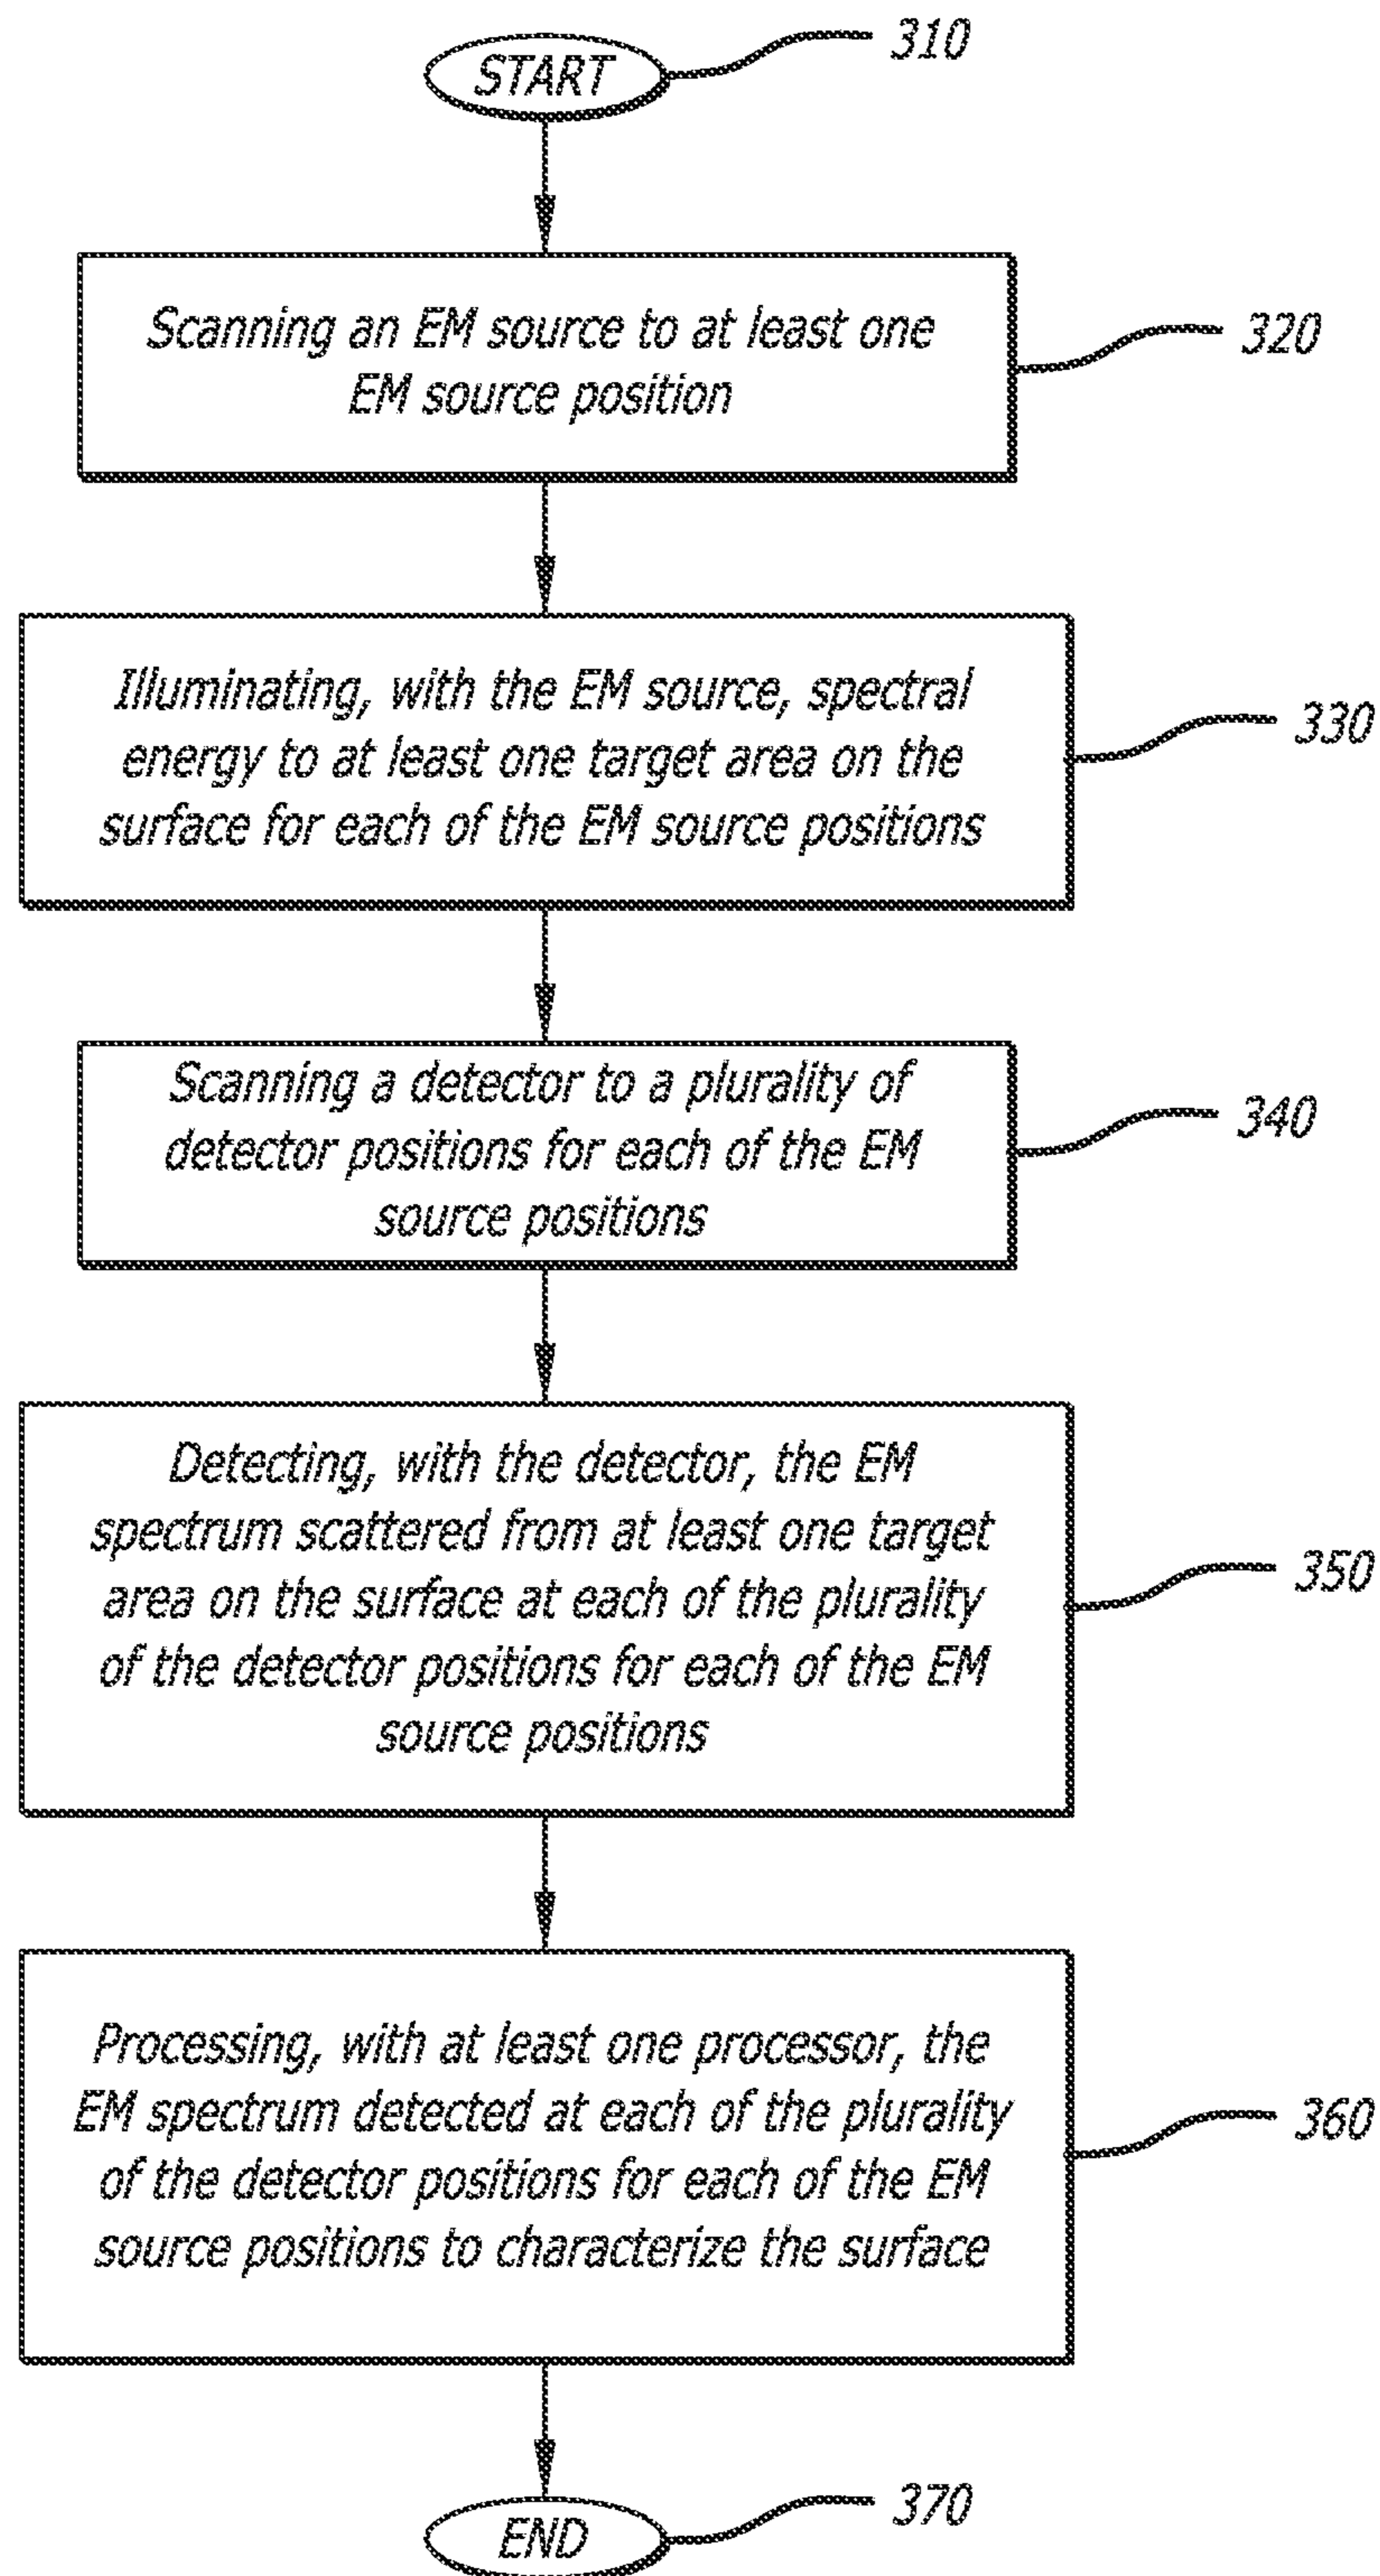 START
310
Scanning an EM source to at least one
EM source position
320
Illuminating, with the EM source, spectral
energy to at least one target area on the
surface for each of the EM source positions
330
Scanning a detector to a plurality of
detector positions for each of the EM
source positions
340
Detecting, with the detector, the EM
spectrum scattered from at least one target
area on the surface at each of the plurality
of the detector positions for each of the EM
source positions
350
Processing, with at least one processor, the
EM spectrum detected at each of the plurality
of the detector positions for each of the EM
source positions to characterize the surface
360
END
370